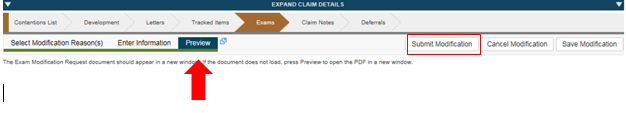 EXPAND CLAIM DETAILS
Contentions List Development Letters Tracked Items Exams Claim Notes Deferrals
Select Modification Reason(s) Enter Information Preview Submit Modification Cancel Modification Save Modification
The Exam Modification Request document should appear in a new window. If the document does not load, press Preview to open the PDF in a new window.